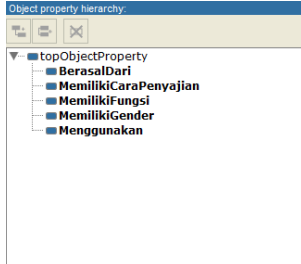 Object property hierarchy:
topObjectProperty
BerasalDari
MemilikiCaraPenyajian
MemilikiFungsi
MemilikiGender
Menggunakan